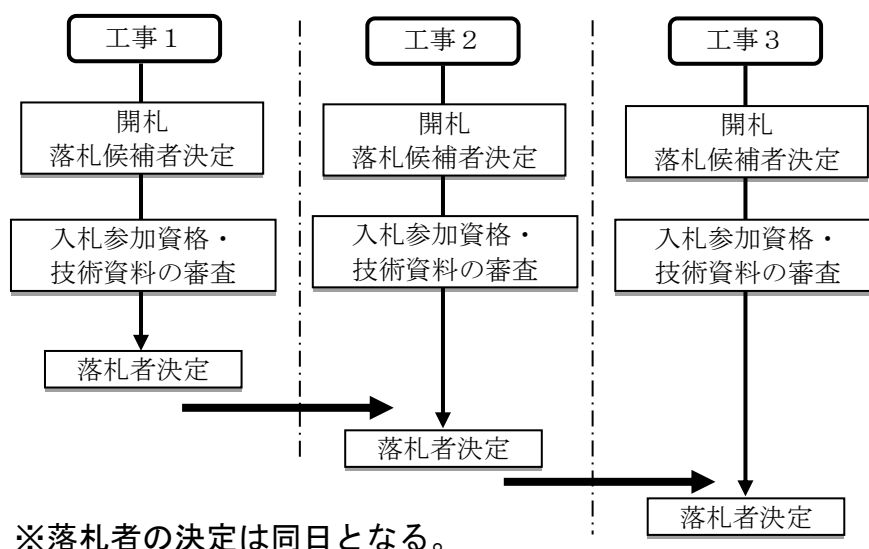 工事１
開札
落札候補者決定
入札参加資格・
技術資料の審査
落札者決定
工事２
開札
落札候補者決定
入札参加資格・
技術資料の審査
落札者決定
工事３
開札
落札候補者決定
入札参加資格・
技術資料の審査
落札者決定
※落札者の決定は同日となる。